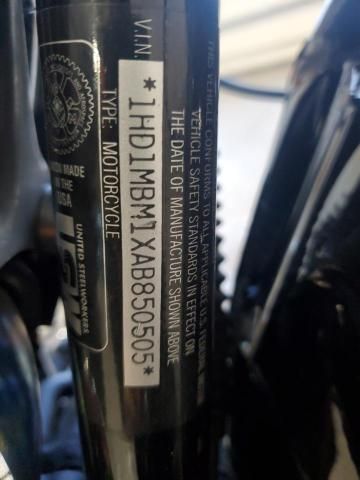 THIS VEHICLE CONFORMS TO ALL APPLICABLE U.S. FEDERAL
VEHICLE SAFETY STANDARDS IN EFFECT ON
THE DATE OF MANUFACTURE SHOWN ABOVE
V.I.N.
*1HD1MBM1XAB850505*
TYPE: MOTORCYCLE
MADE
IN THE
USA
UNITED STEELWORKERS